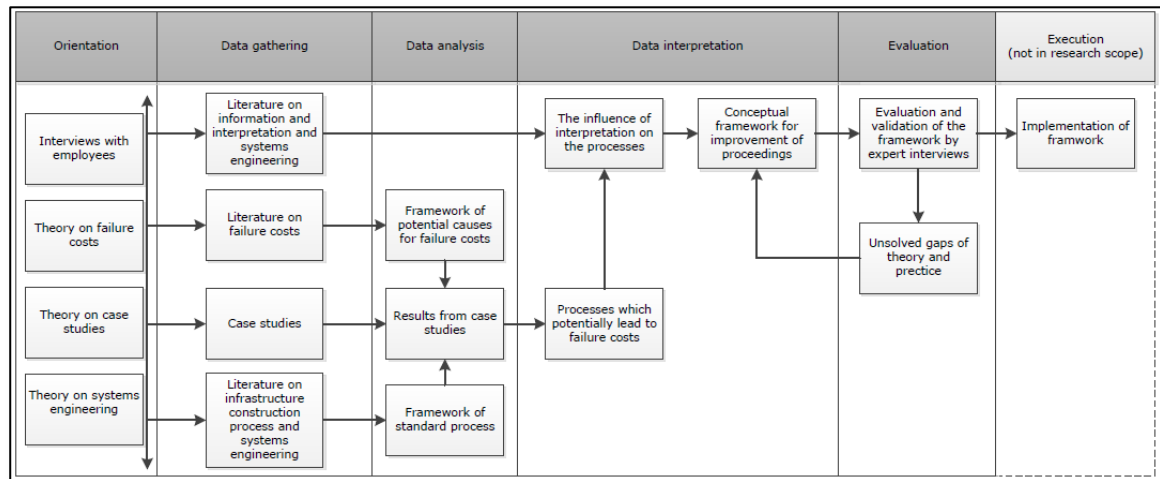 Orientation
Data gathering
Data analysis
Data interpretation
Evaluation
Execution
(not in research scope)
Interviews with
employees
Theory on failure
costs
Theory on case
studies
Theory on systems
engineering
Literature on
information and
interpretation and
systems
engineering
Literature on
failure costs
Case studies
Literature on
infrastructure
construction
process and
systems
engineering
Framework of
potential causes
for failure costs
Results from case
studies
Framework of
standard process
The influence of
interpretation on
the processes
Processes which
potentially lead to
failure costs
Conceptual
framework for
improvement of
proceedings
Evaluation and
validation of the
framework by
expert interviews
Unsolved gaps of
theory and
prectice
Implementation of
framwork